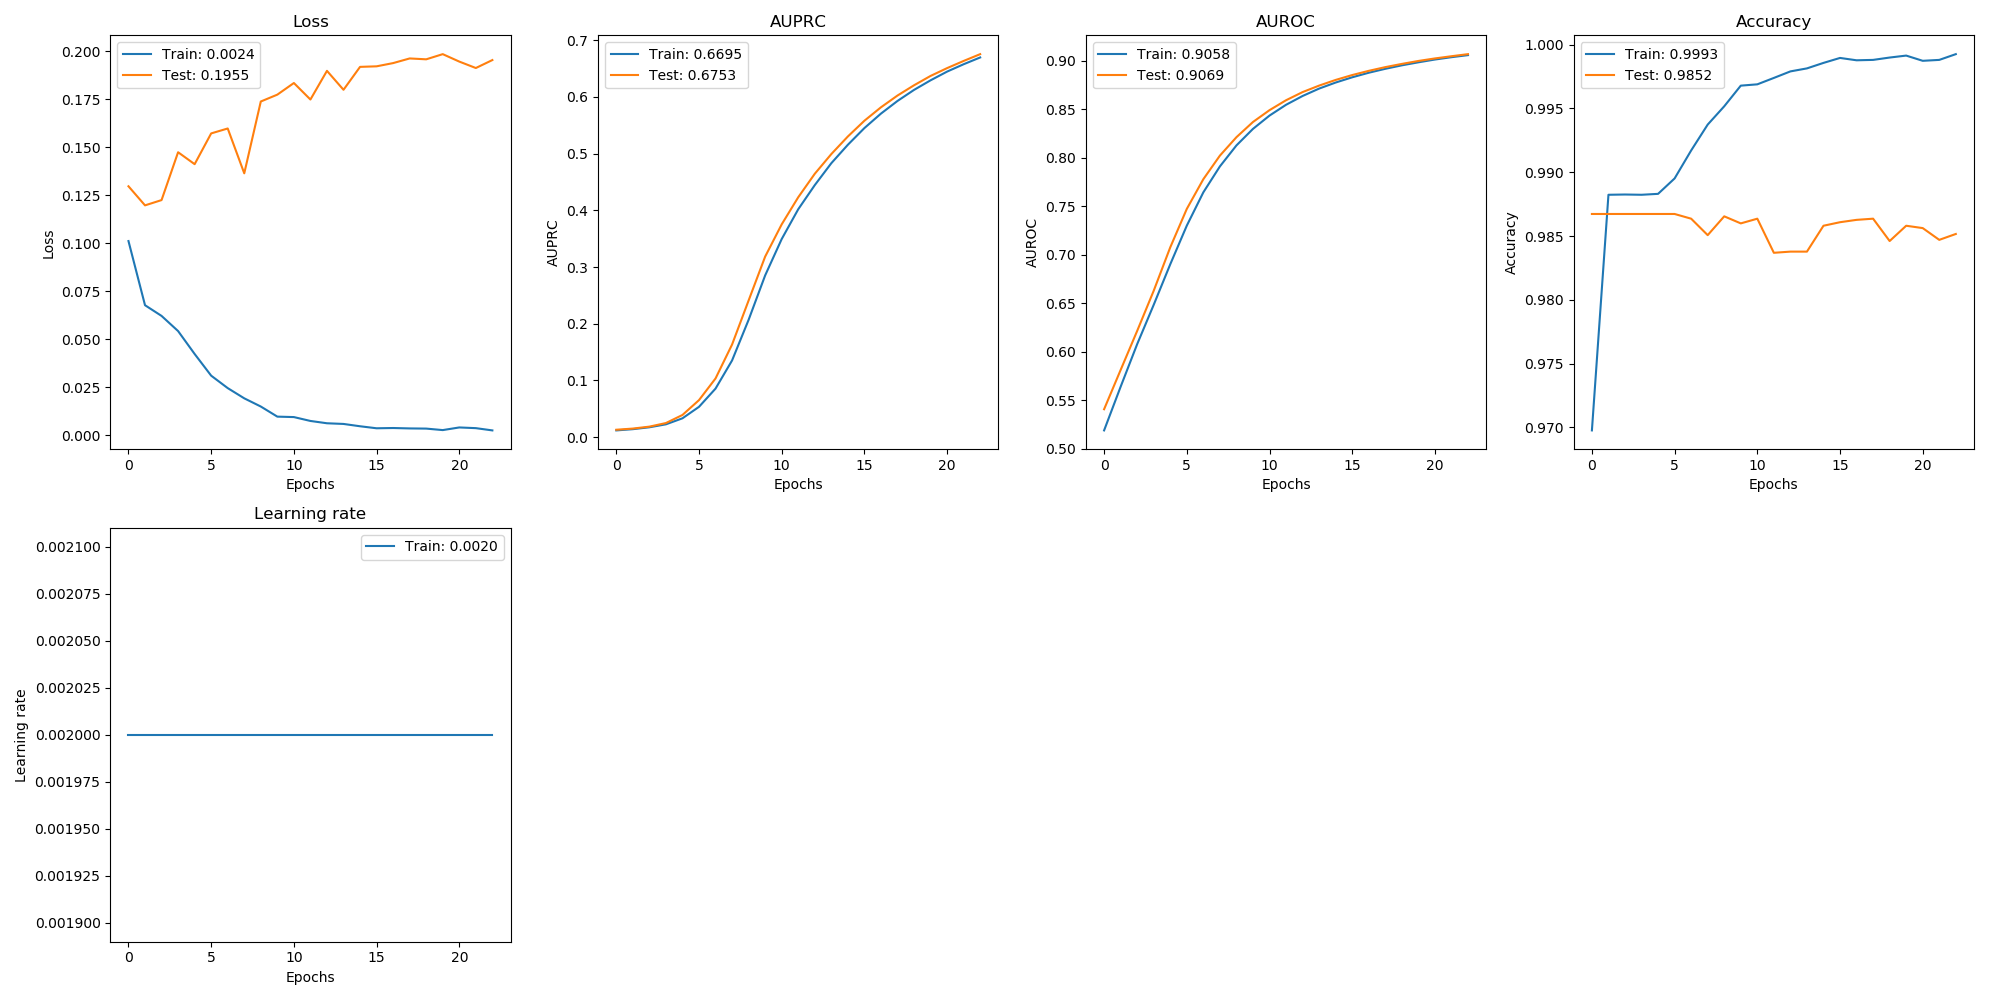 Loss
Train: 0.0024
Test: 0.1955
0.200
0.175
0.150
0.125
0.100
0.075
0.050
0.025
0.000
Loss
0 5 10 15 20
Epochs
AUPRC
Train: 0.6695
Test: 0.6753
0.7
0.6
0.5
0.4
0.3
0.2
0.1
0.0
AUPRC
0 5 10 15 20
Epochs
AUROC
Train: 0.9058
Test: 0.9069
0.90
0.85
0.80
0.75
0.70
0.65
0.60
0.55
0.50
AUROC
0 5 10 15 20
Epochs
Accuracy
Train: 0.9993
Test: 0.9852
1.000
0.995
0.990
0.985
0.980
0.975
0.970
Accuracy
0 5 10 15 20
Epochs
Learning rate
Train: 0.0020
0.002100
0.002075
0.002050
0.002025
0.002000
0.001975
0.001950
0.001925
0.001900
Learning rate
0 5 10 15 20
Epochs